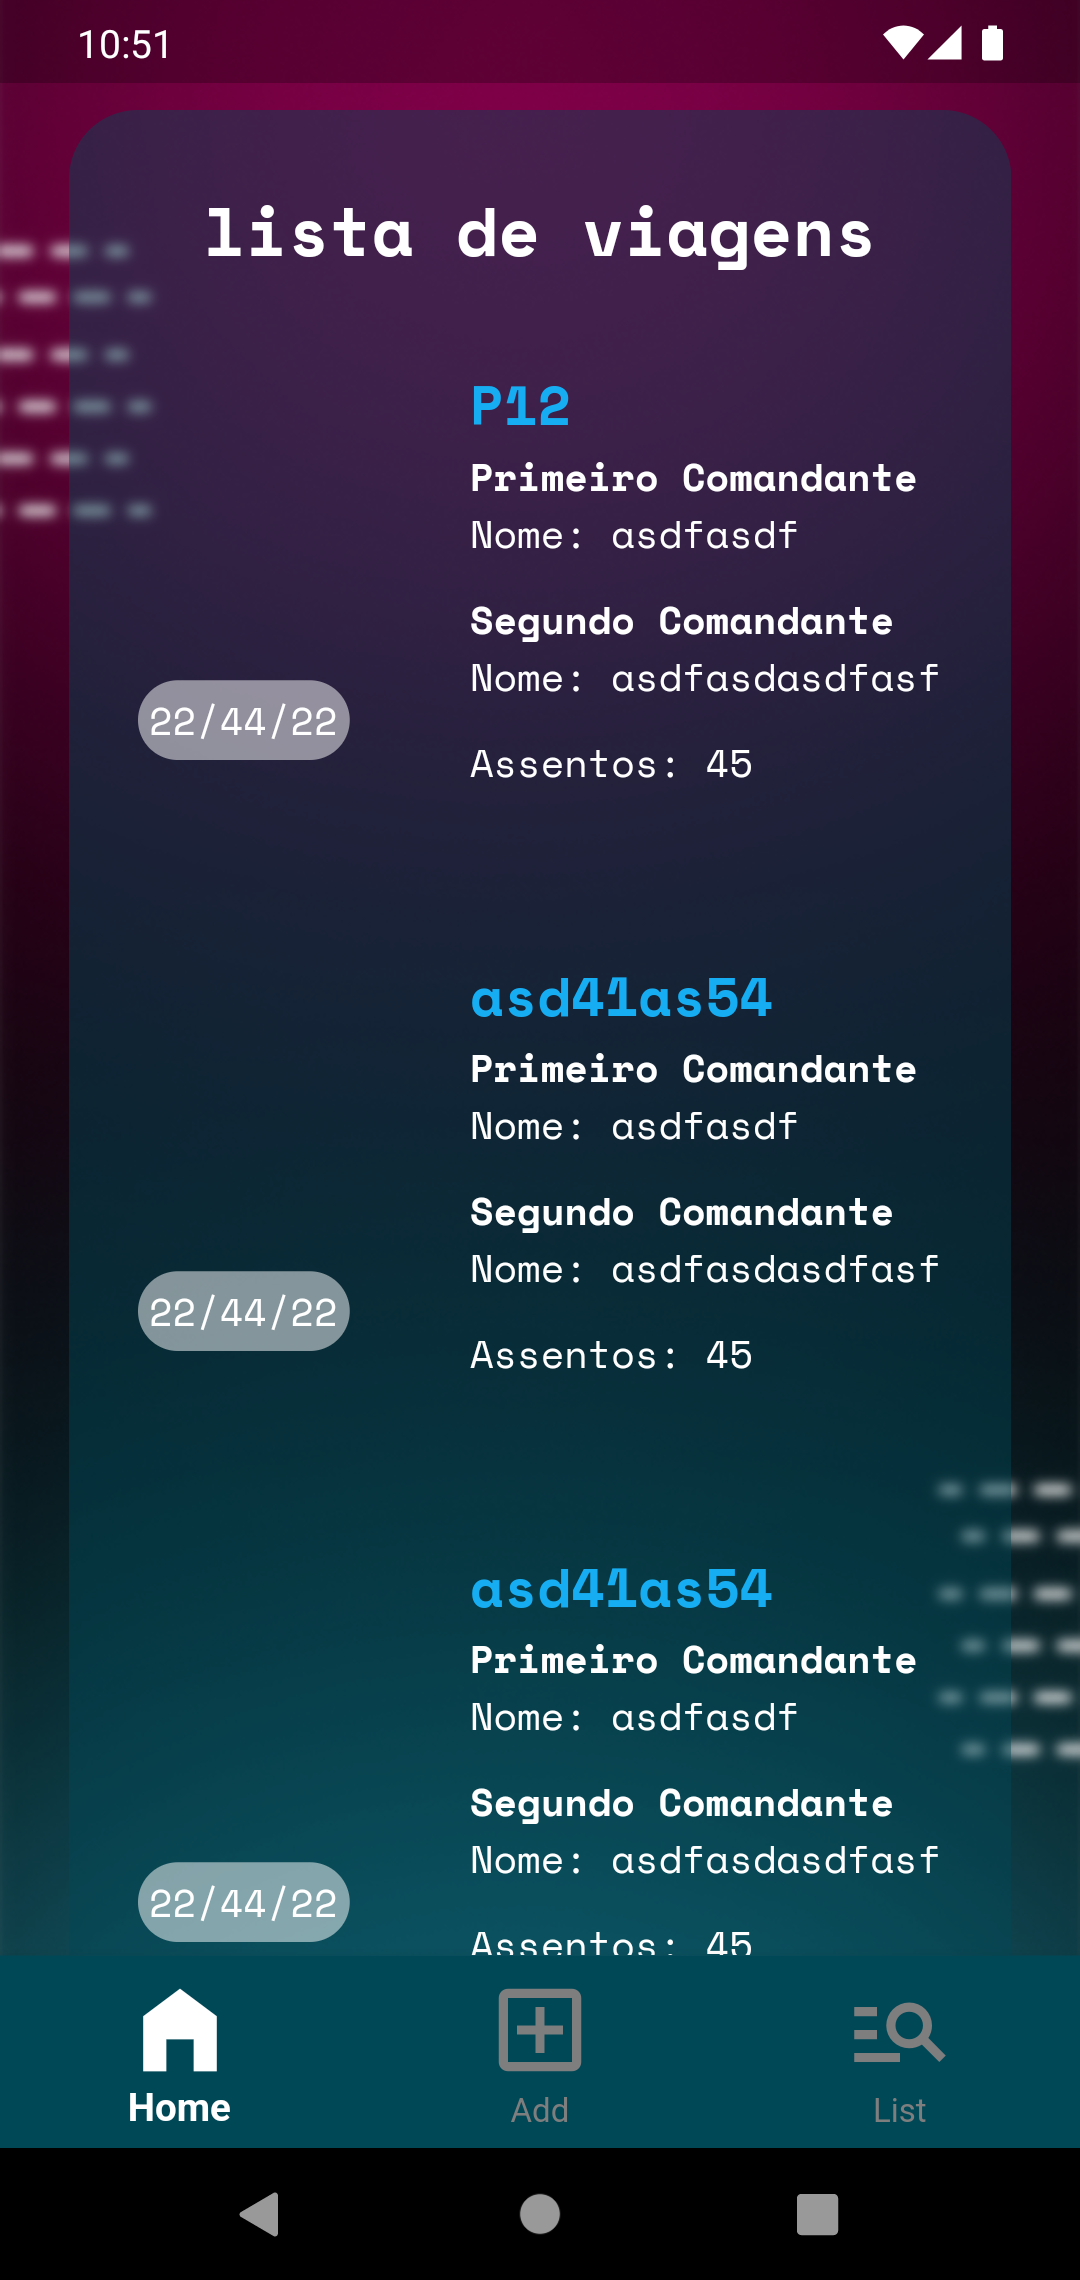 10:51
lista de viagens
P12
Primeiro Comandante
Nome: asdfasdf
Segundo Comandante
Nome: asdfasdasdfasf
22/44/22
Assentos: 45
asd41as54
Primeiro Comandante
Nome: asdfasdf
Segundo Comandante
Nome: asdfasdasdfasf
22/44/22
Assentos: 45
asd41as54
Primeiro Comandante
Nome: asdfasdf
Segundo Comandante
Nome: asdfasdasdfasf
22/44/22
Assentos: 45
Home
Add
List